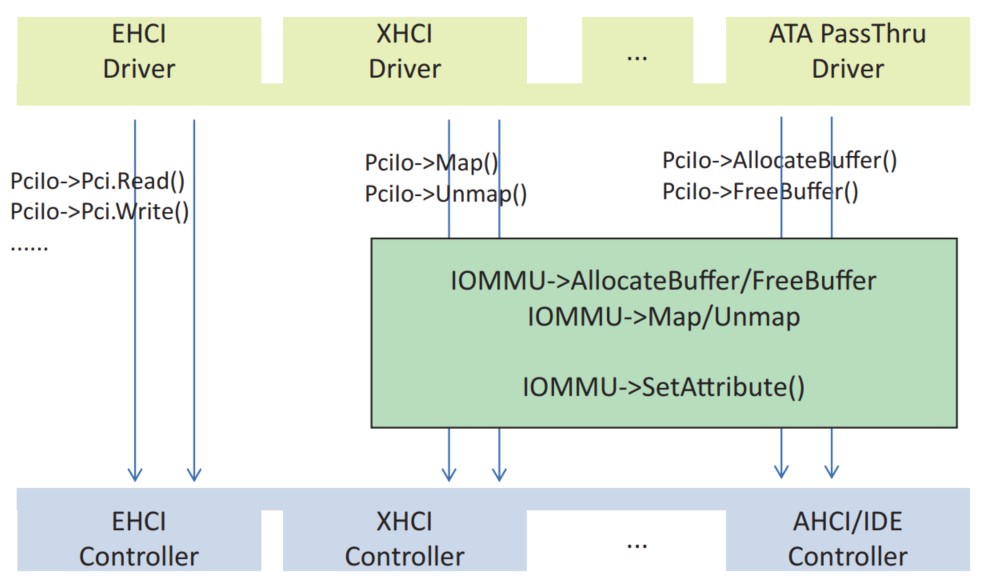 EHCI
Driver
XHCI
Driver
...
ATA PassThru
Driver
PciIo->Pci.Read()
PciIo->Pci.Write()
......
PciIo->Map()
PciIo->Unmap()
PciIo->AllocateBuffer()
PciIo->FreeBuffer()
IOMMU->AllocateBuffer/FreeBuffer
IOMMU->Map/Unmap
IOMMU->SetAttribute()
EHCI
Controller
XHCI
Controller
...
AHCI/IDE
Controller